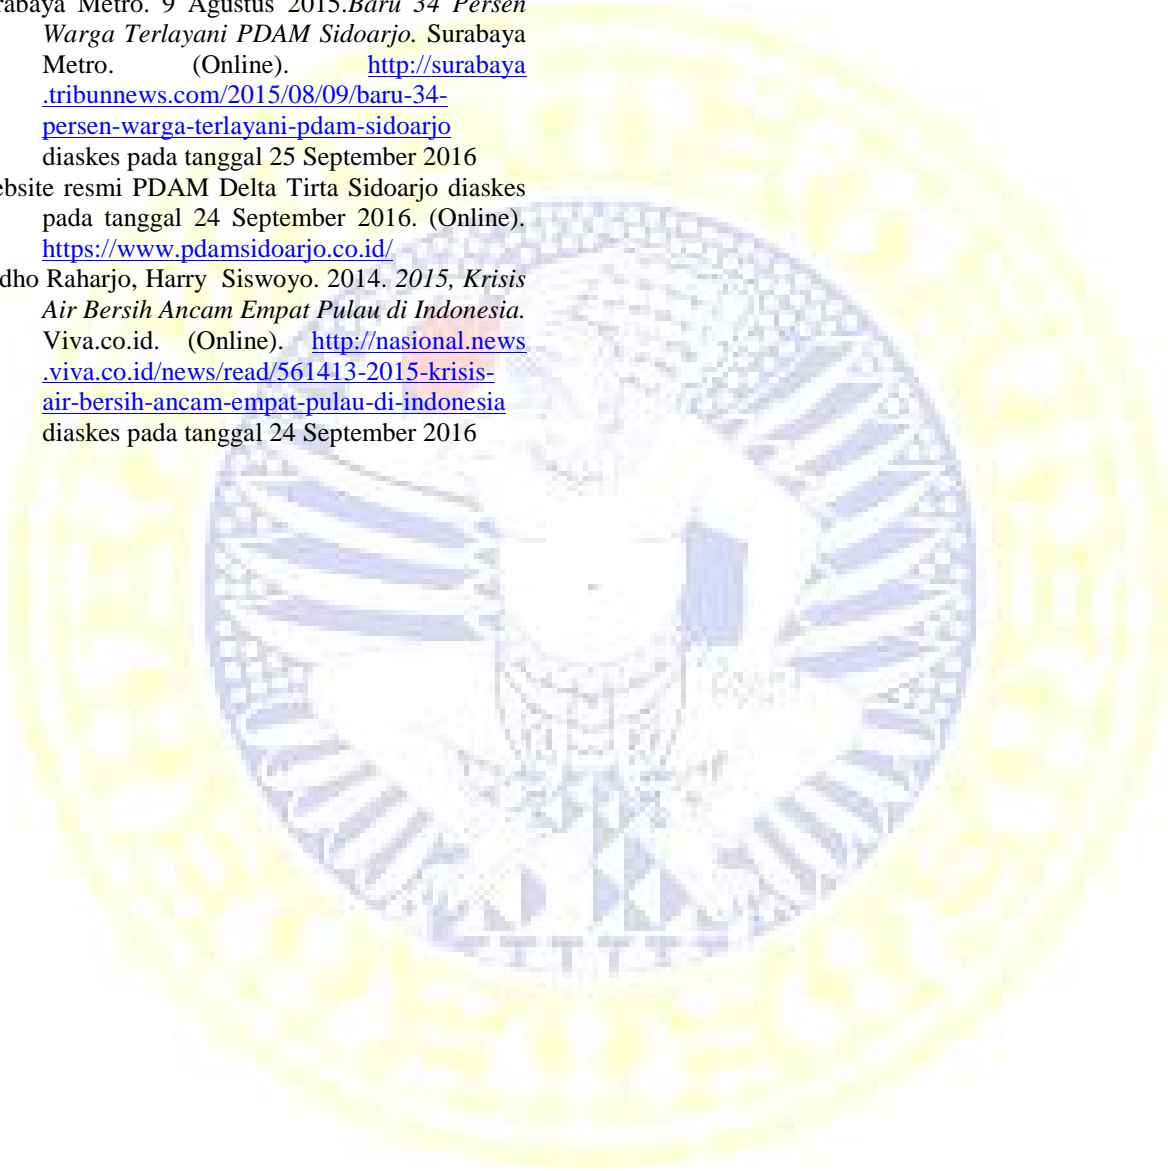 rabaya Metro. 9 Agustus 2015.Baru 34 Persen
Warga Terlayani PDAM Sidoarjo. Surabaya
Metro. (Online). http://surabaya
.tribunnews.com/2015/08/09/baru-34-
persen-warga-terlayani-pdam-sidoarjo
diaskes pada tanggal 25 September 2016
ebsite resmi PDAM Delta Tirta Sidoarjo diaskes
pada tanggal 24 September 2016. (Online).
https://www.pdamsidoarjo.co.id/
dho Raharjo, Harry Siswoyo. 2014. 2015, Krisis
Air Bersih Ancam Empat Pulau di Indonesia.
Viva.co.id. (Online). http://nasional.news
.viva.co.id/news/read/561413-2015-krisis-
air-bersih-ancam-empat-pulau-di-indonesia
diaskes pada tanggal 24 September 2016